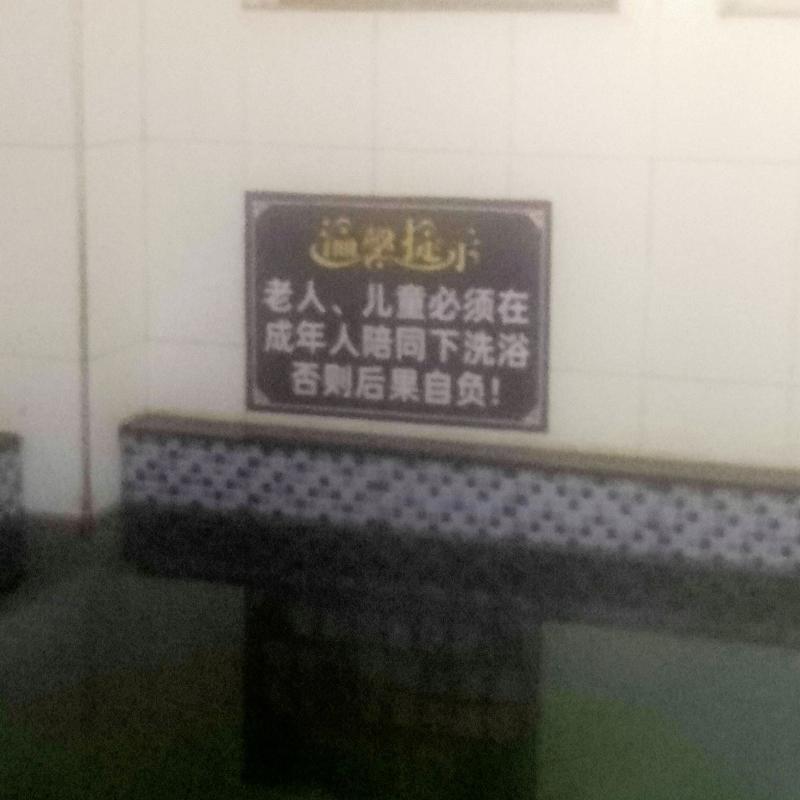 温馨提示
老人、儿童必须在
成年人陪同下洗浴
否则后果自负!